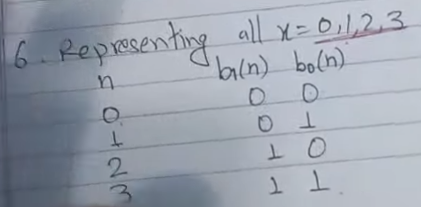 6. Representing all x = 0,1,2,3
n b₁(n) b₀(n)
0 0 0
1 0 1
2 1 0
3 1 1